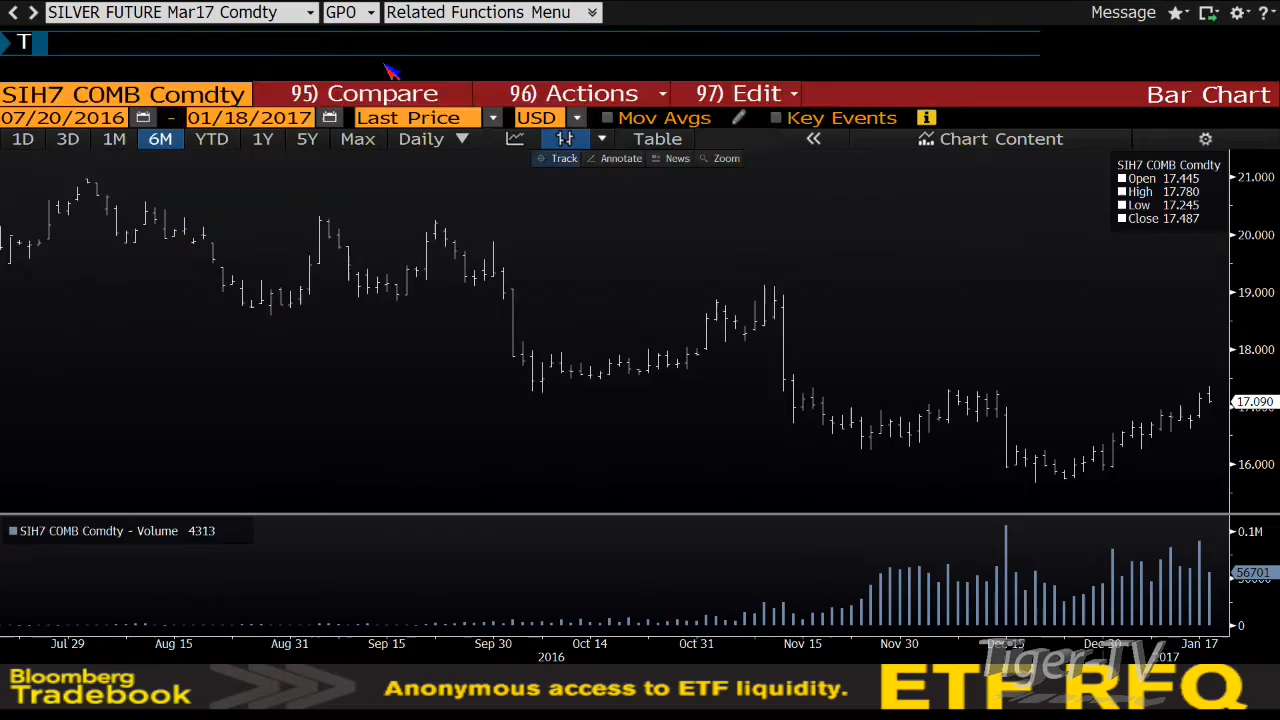 SILVER FUTURE Mar17 Comdty GPO Related Functions Menu Message ?
T
SIH7 COMB Comdty 95) Compare 96) Actions 97) Edit Bar Chart
07/20/2016 - 01/18/2017 Last Price USD Mov Avgs Key Events
1D 3D 1M 6M YTD 1Y 5Y Max Daily Table Chart Content
Track Annotate News Zoom
SIH7 COMB Comdty
Open 17.445
High 17.780
Low 17.245
Close 17.487
21.000
20.000
19.000
18.000
17.090
16.000
SIH7 COMB Comdty - Volume 4313
0.1M
56701
0
Jul 29 Aug 15 Aug 31 Sep 15 Sep 30 Oct 14 Oct 31 Nov 15 Nov 30 Dec 15 Dec 30 Jan 17
2016 2017
TigerTV
Bloomberg
Tradebook
Anonymous access to ETF liquidity.
ETF RFQ